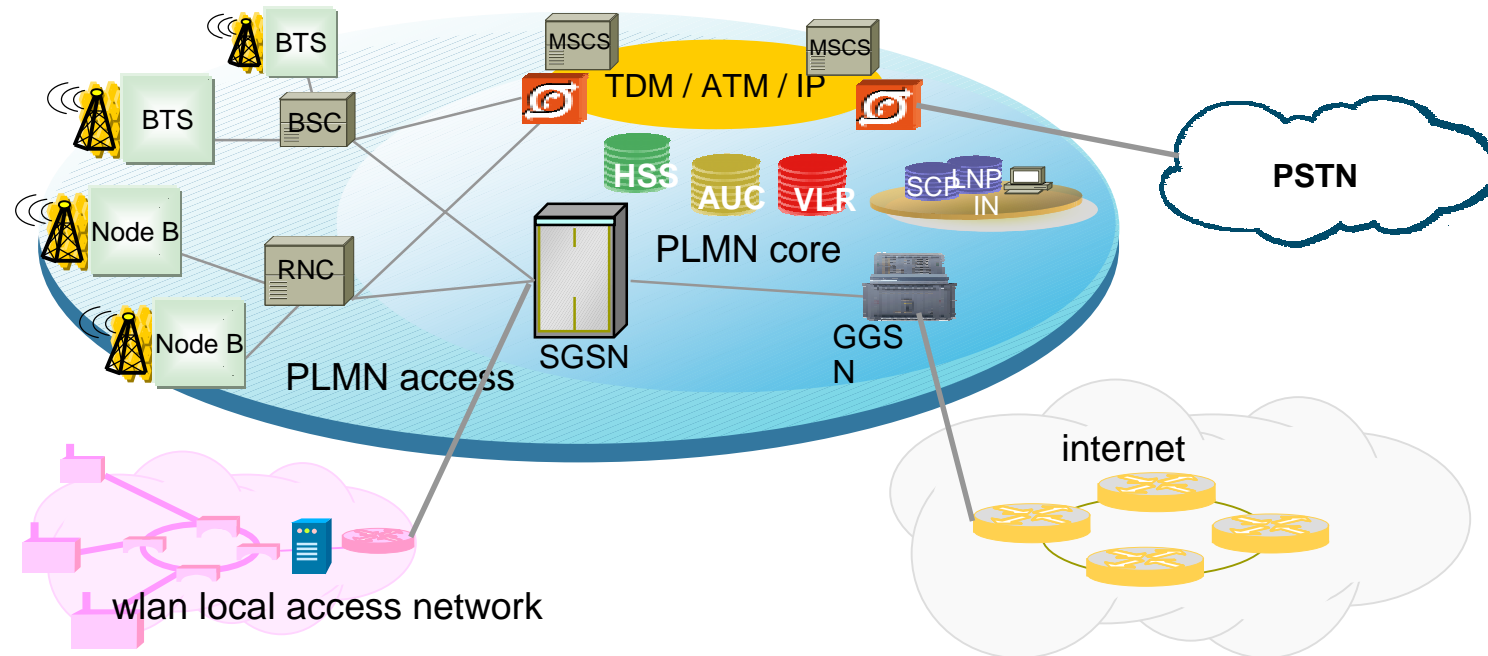 BTS
MSCS
MSCS
BTS
BSC
TDM / ATM / IP
HSS
AUC
VLR
SCP
LNP
IN
PSTN
Node B
RNC
PLMN core
Node B
SGSN
GGS
N
PLMN access
internet
wlan local access network